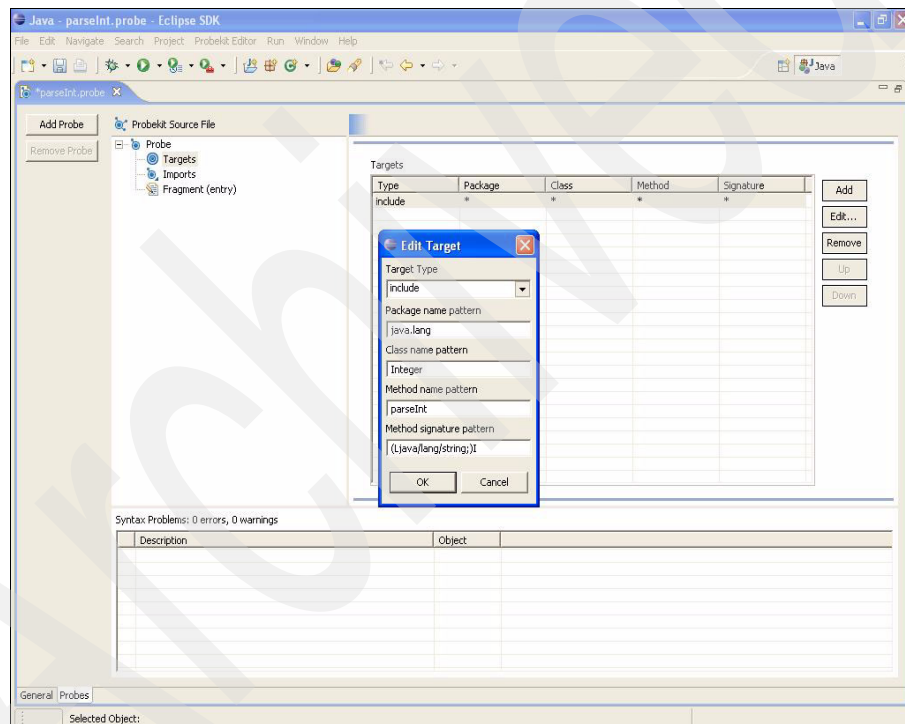 Java - parseInt.probe - Eclipse SDK
File Edit Navigate Search Project Probekit Editor Run Window Help
Java
*parseInt.probe
Add Probe
Remove Probe
Probekit Source File
Probe
Targets
Imports
Fragment (entry)
Targets
Type Package Class Method Signature
include * * * *
Add
Edit...
Remove
Up
Down
Edit Target
Target Type
include
Package name pattern
java.lang
Class name pattern
Integer
Method name pattern
parseInt
Method signature pattern
(Ljava/lang/string;)I
OK Cancel
Syntax Problems: 0 errors, 0 warnings
Description Object
General Probes
Selected Object: